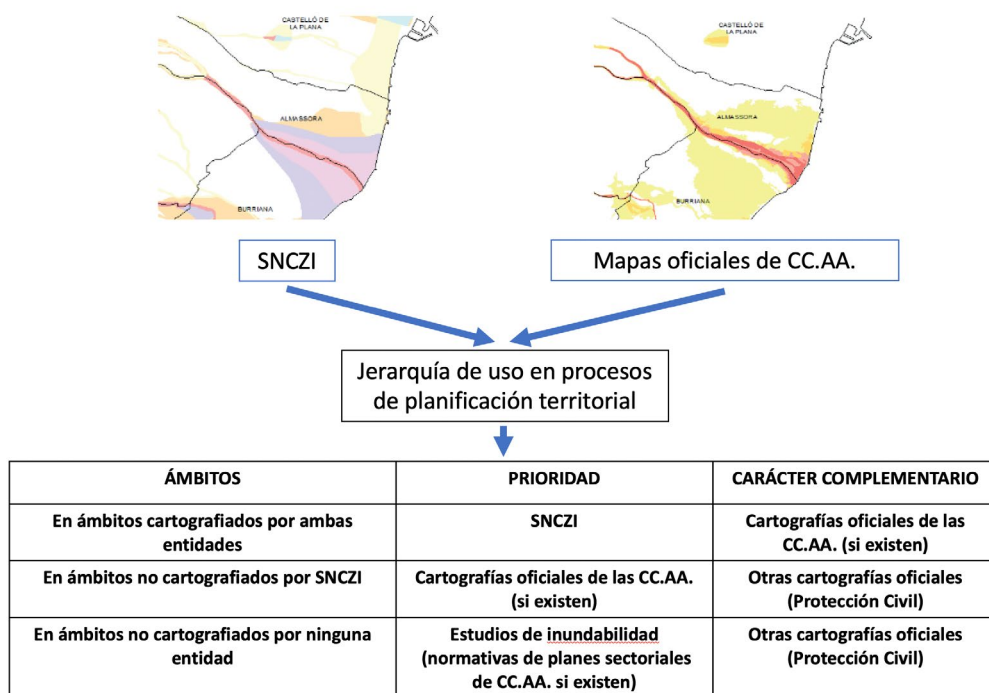 CASTELLÓ DE
LA PLANA
ALMASSORA
BURRIANA
CASTELLÓ DE
LA PLANA
ALMASSORA
BURRIANA
SNCZI
Mapas oficiales de CC.AA.
Jerarquía de uso en procesos
de planificación territorial
ÁMBITOS
PRIORIDAD
CARÁCTER COMPLEMENTARIO
En ámbitos cartografiados por ambas
entidades
SNCZI
Cartografías oficiales de las
CC.AA. (si existen)
En ámbitos no cartografiados por SNCZI
Cartografías oficiales de las CC.AA.
(si existen)
Otras cartografías oficiales
(Protección Civil)
En ámbitos no cartografiados por ninguna
entidad
Estudios de inundabilidad
(normativas de planes sectoriales
de CC.AA. si existen)
Otras cartografías oficiales
(Protección Civil)